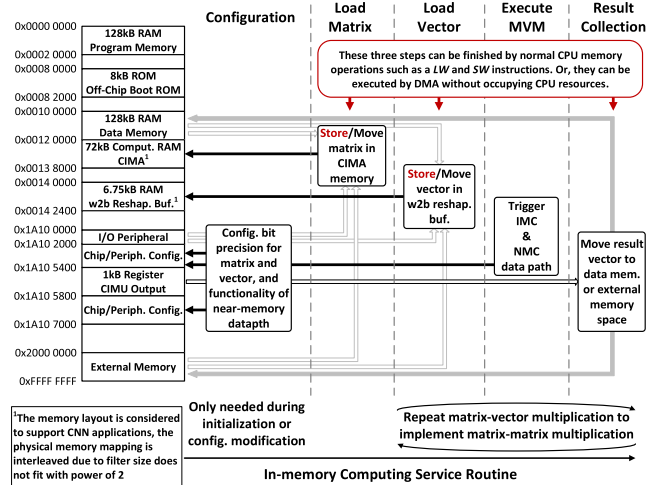 Configuration
Load
Matrix
Load
Vector
Execute
MVM
Result
Collection
0x0000 0000
128kB RAM
Program Memory
0x0002 0000
0x0008 0000
8kB ROM
Off-Chip Boot ROM
0x0008 2000
0x0010 0000
128kB RAM
Data Memory
0x0012 0000
72kB Comput. RAM
CIMA1
0x0013 8000
0x0014 0000
6.75kB RAM
w2b Reshap. Buf.1
0x0014 2400
0x1A10 0000
I/O Peripheral
0x1A10 2000
Chip/Periph. Config.
0x1A10 5400
1kB Register
CIMU Output
0x1A10 5800
Chip/Periph. Config.
0x1A10 7000
0x2000 0000
External Memory
0xFFFF FFFF
These three steps can be finished by normal CPU memory
operations such as a LW and SW instructions. Or, they can be
executed by DMA without occupying CPU resources.
Store/Move
matrix in
CIMA
memory
Store/Move
vector in
w2b reshap.
buf.
Config. bit
precision for
matrix and
vector, and
functionality of
near-memory
datapth
Trigger
IMC
&
NMC
data path
Move result
vector to
data mem.
or external
memory
space
1The memory layout is considered
to support CNN applications, the
physical memory mapping is
interleaved due to filter size does
not fit with power of 2
Only needed during
initialization or
config. modification
Repeat matrix-vector multiplication to
implement matrix-matrix multiplication
In-memory Computing Service Routine